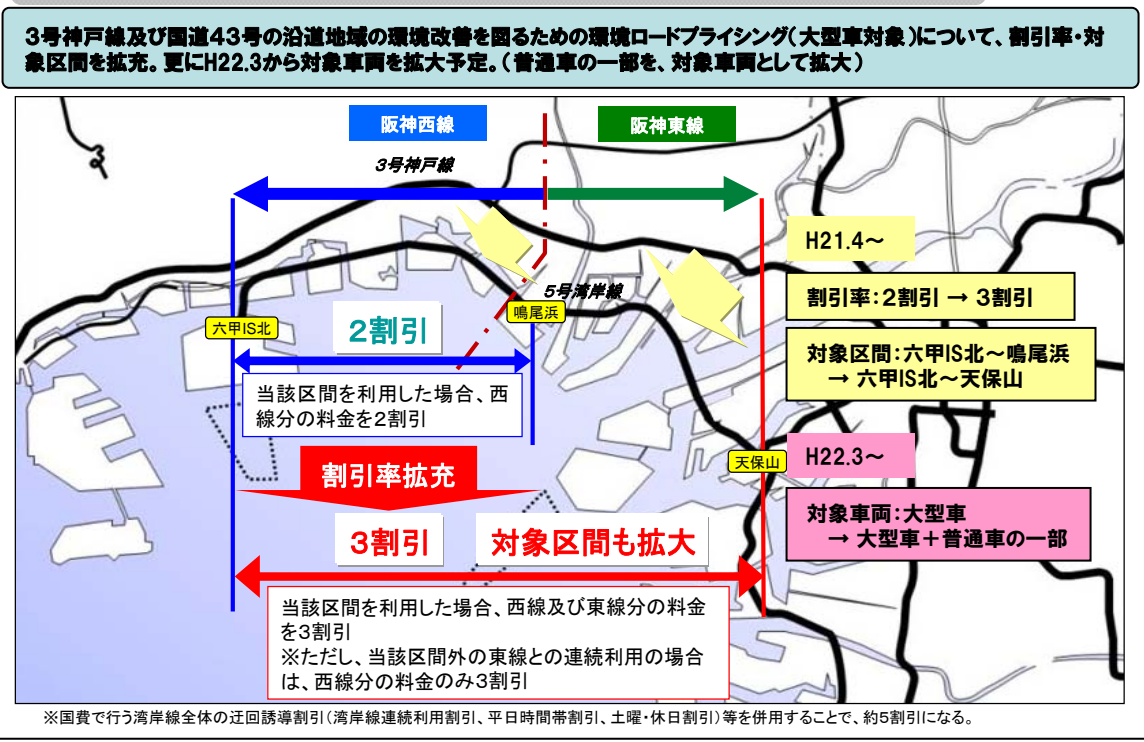 3号神戸線及び国道43号の沿道地域の環境改善を図るための環境ロードプライシング(大型車対象)について、割引率・対
象区間を拡充。更にH22.3から対象車両を拡大予定。(普通車の一部を、対象車両として拡大)
阪神西線
阪神東線
3号神戸線
H21.4～
5号湾岸線
割引率:2割引 → 3割引
鳴尾浜
六甲IS北
2割引
対象区間:六甲IS北～鳴尾浜
→ 六甲IS北～天保山
当該区間を利用した場合、西
線分の料金を2割引
H22.3～
天保山
割引率拡充
対象車両:大型車
→ 大型車+普通車の一部
3割引
対象区間も拡大
当該区間を利用した場合、西線及び東線分の料金
を3割引
※ただし、当該区間外の東線との連続利用の場合
は、西線分の料金のみ3割引
※国費で行う湾岸線全体の迂回誘導割引(湾岸線連続利用割引、平日時間帯割引、土曜・休日割引)等を併用することで、約5割引になる。